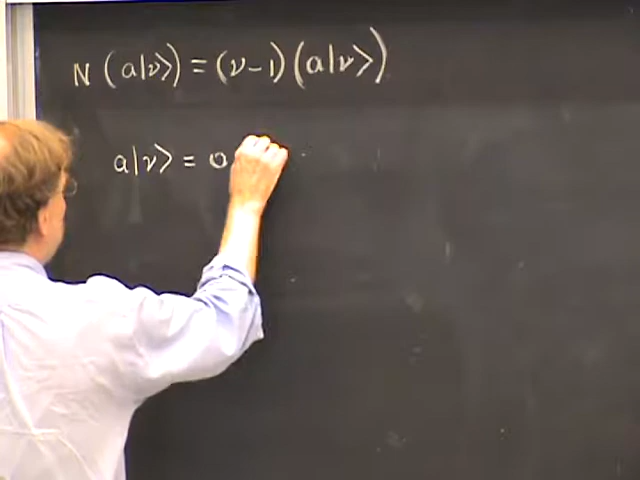 N (a|ν>) = (ν-1)(a|ν>)
a|ν> = 0